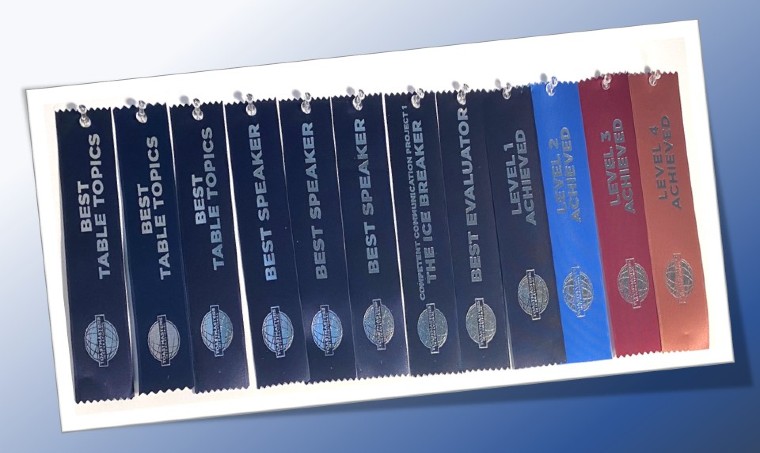 BEST
TABLE TOPICS
BEST
TABLE TOPICS
BEST
TABLE TOPICS
BEST SPEAKER
BEST SPEAKER
BEST SPEAKER
COMPETENT COMMUNICATION PROJECT 1
THE ICE BREAKER
BEST EVALUATOR
LEVEL 1
ACHIEVED
LEVEL 2
ACHIEVED
LEVEL 3
ACHIEVED
LEVEL 4
ACHIEVED